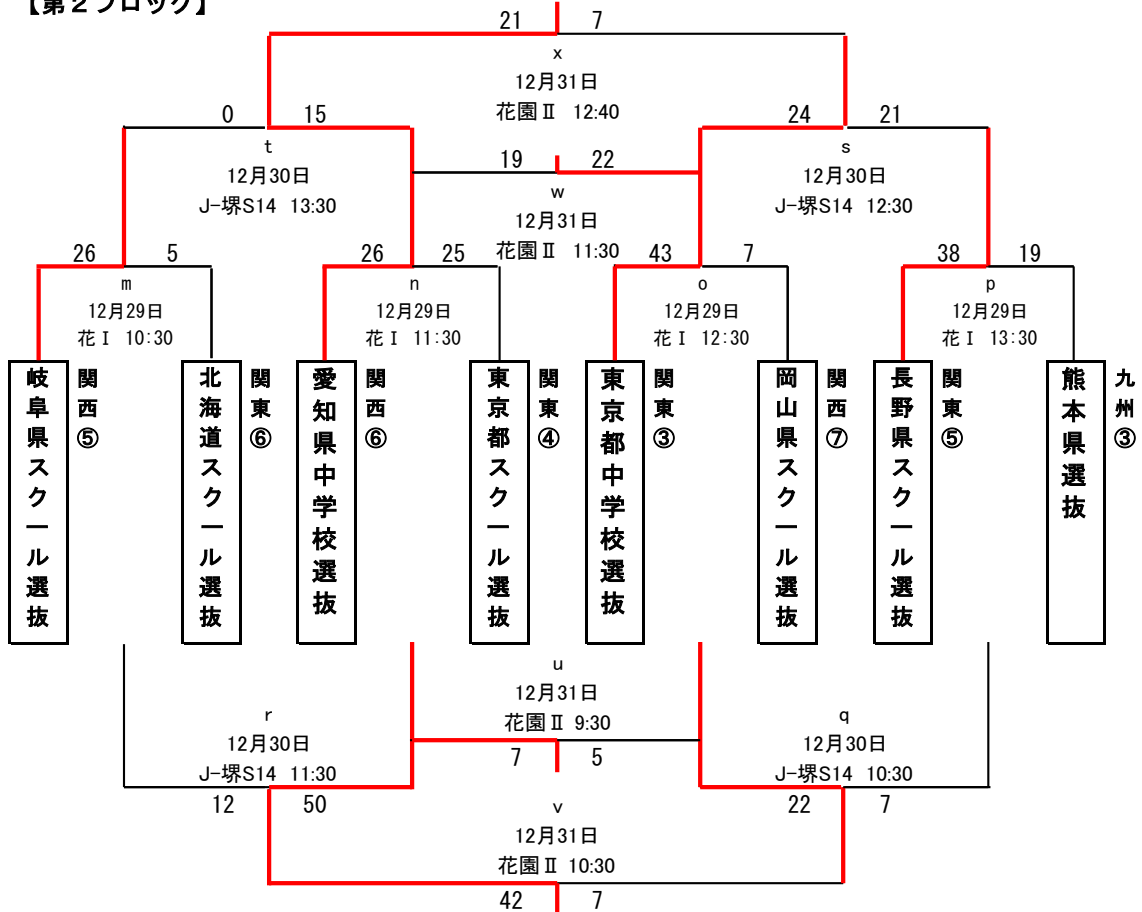 【第２ブロック】
21 7
x
12月31日
花園Ⅱ 12:40
0 15
24 21
t
12月30日
J-堺S14 13:30
19 22
w
12月31日
花園Ⅱ 11:30
s
12月30日
J-堺S14 12:30
26 5
26 25
43 7
38 19
m
12月29日
花Ⅰ 10:30
n
12月29日
花Ⅰ 11:30
o
12月29日
花Ⅰ 12:30
p
12月29日
花Ⅰ 13:30
岐阜県スクール選抜
関西⑤
北海道スクール選抜
関東⑥
愛知県中学校選抜
関西⑥
東京都スクール選抜
関東④
東京都中学校選抜
関東③
岡山県スクール選抜
関西⑦
長野県スクール選抜
関東⑤
熊本県選抜
九州③
u
12月31日
花園Ⅱ 9:30
7 5
r
12月30日
J-堺S14 11:30
12 50
q
12月30日
J-堺S14 10:30
22 7
v
12月31日
花園Ⅱ 10:30
42 7